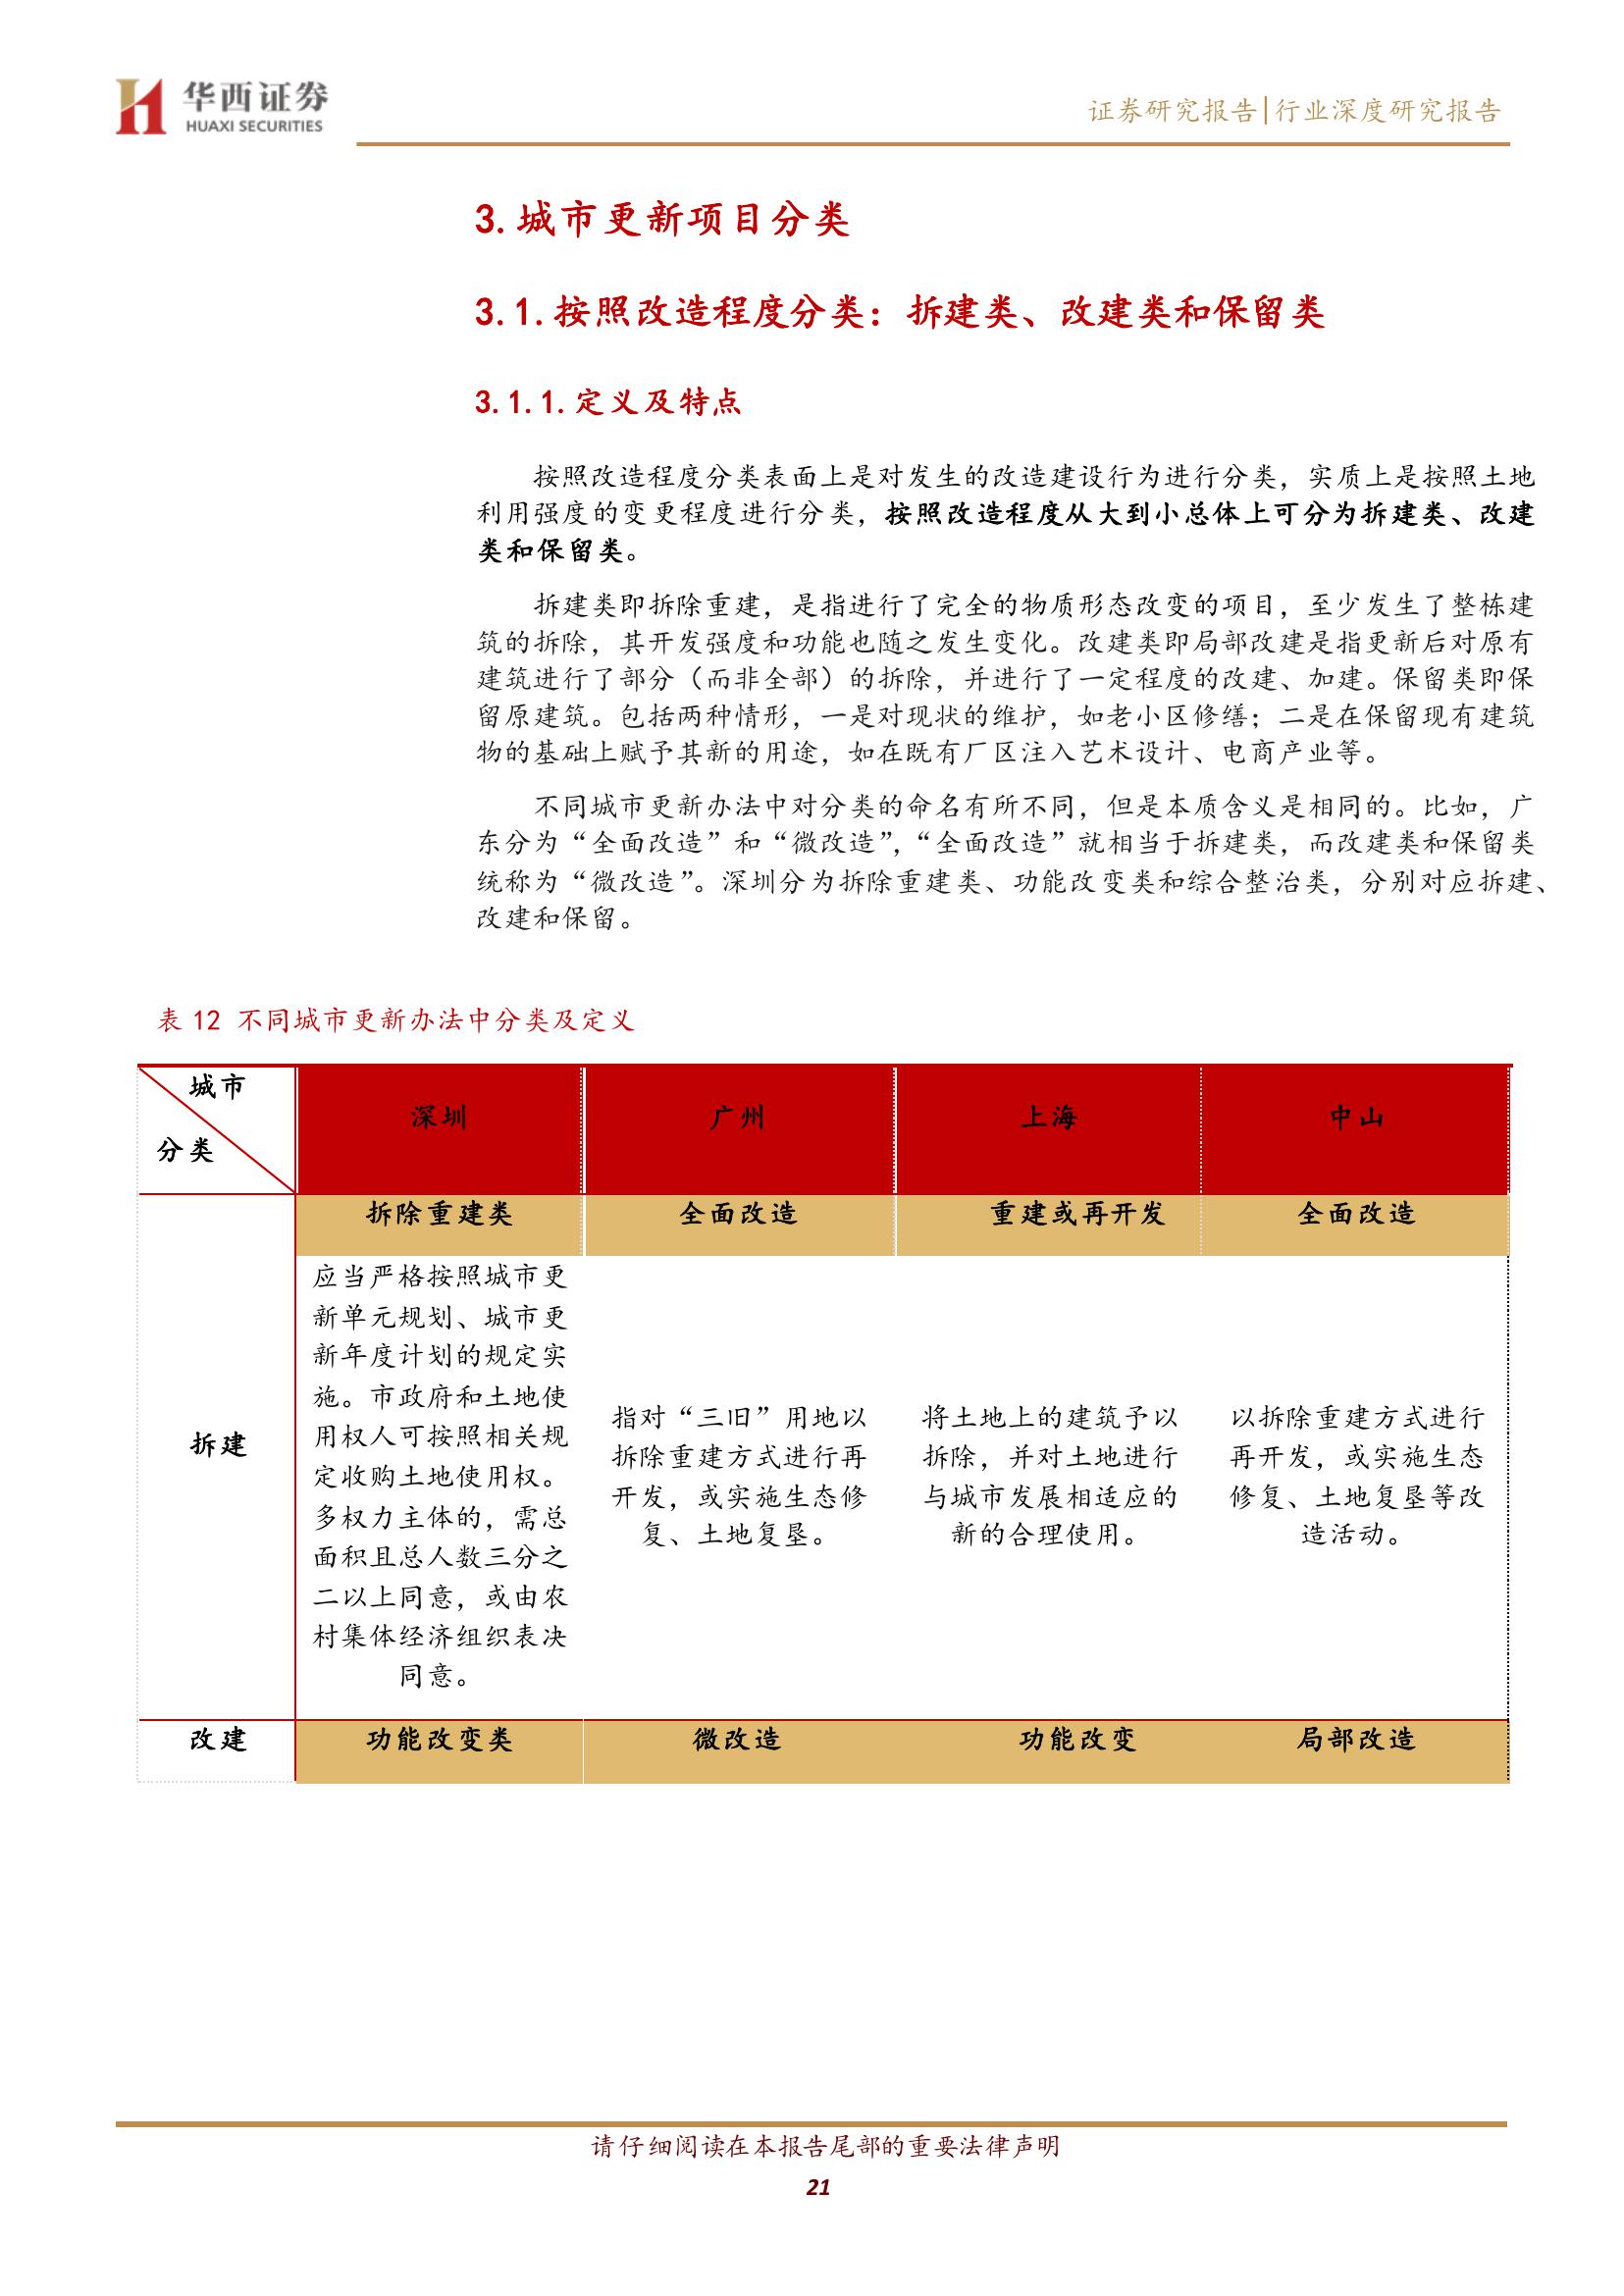 华西证券
HUAXI SECURITIES
证券研究报告|行业深度研究报告
3.城市更新项目分类
3.1.按照改造程度分类：拆建类、改建类和保留类
3.1.1.定义及特点
按照改造程度分类表面上是对发生的改造建设行为进行分类，实质上是按照土地
利用强度的变更程度进行分类，按照改造程度从大到小总体上可分为拆建类、改建
类和保留类。
拆建类即拆除重建，是指进行了完全的物质形态改变的项目，至少发生了整栋建
筑的拆除，其开发强度和功能也随之发生变化。改建类即局部改建是指更新后对原有
建筑进行了部分（而非全部）的拆除，并进行了一定程度的改建、加建。保留类即保
留原建筑。包括两种情形，一是对现状的维护，如老小区修缮；二是在保留现有建筑
物的基础上赋予其新的用途，如在既有厂区注入艺术设计、电商产业等。
不同城市更新办法中对分类的命名有所不同，但是本质含义是相同的。比如，广
东分为“全面改造”和“微改造”，“全面改造”就相当于拆建类，而改建类和保留类
统称为“微改造”。深圳分为拆除重建类、功能改变类和综合整治类，分别对应拆建、
改建和保留。
表 12 不同城市更新办法中分类及定义
城市
分类
深圳
广州
上海
中山
拆建
拆除重建类
全面改造
重建或再开发
全面改造
应当严格按照城市更
新单元规划、城市更
新年度计划的规定实
施。市政府和土地使
用权人可按照相关规
定收购土地使用权。
多权力主体的，需总
面积且总人数三分之
二以上同意，或由农
村集体经济组织表决
同意。
指对“三旧”用地以
拆除重建方式进行再
开发，或实施生态修
复、土地复垦。
将土地上的建筑予以
拆除，并对土地进行
与城市发展相适应的
新的合理使用。
以拆除重建方式进行
再开发，或实施生态
修复、土地复垦等改
造活动。
改建
功能改变类
微改造
功能改变
局部改造
请仔细阅读在本报告尾部的重要法律声明
21